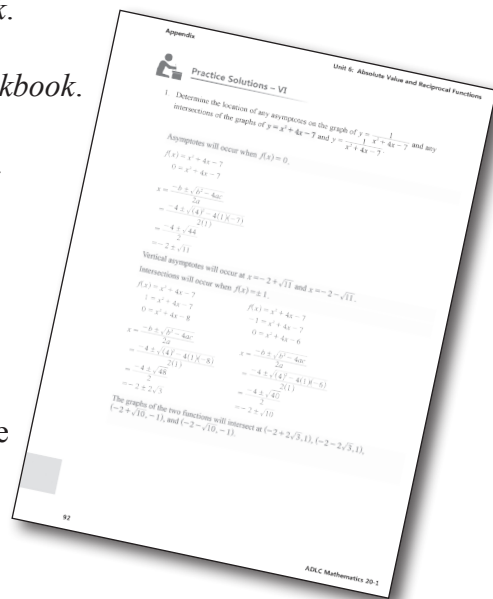 k.
kbook.
e
Appendix
Unit 6: Absolute Value and Reciprocal Functions
Practice Solutions – VI
1. Determine the location of any asymptotes on the graph of y = 1/(x² + 4x − 7) and any
intersections of the graphs of y = x² + 4x − 7 and y = 1/(x² + 4x − 7).
Asymptotes will occur when f(x) = 0.
f(x) = x² + 4x − 7
0 = x² + 4x − 7
x = (−b ± √(b² − 4ac))/2a
= (−4 ± √((4)² − 4(1)(−7)))/2(1)
= (−4 ± √44)/2
= −2 ± √11
Vertical asymptotes will occur at x = −2 + √11 and x = −2 − √11.
Intersections will occur when f(x) = ± 1.
f(x) = x² + 4x − 7
1 = x² + 4x − 7
0 = x² + 4x − 8
x = (−b ± √(b² − 4ac))/2a
= (−4 ± √((4)² − 4(1)(−8)))/2(1)
= (−4 ± √48)/2
= −2 ± 2√3
f(x) = x² + 4x − 7
−1 = x² + 4x − 7
0 = x² + 4x − 6
x = (−b ± √(b² − 4ac))/2a
= (−4 ± √((4)² − 4(1)(−6)))/2(1)
= (−4 ± √40)/2
= −2 ± √10
The graphs of the two functions will intersect at (−2 + 2√3, 1), (−2 − 2√3, 1),
(−2 + √10, −1), and (−2 − √10, −1).
92
ADLC Mathematics 20-1